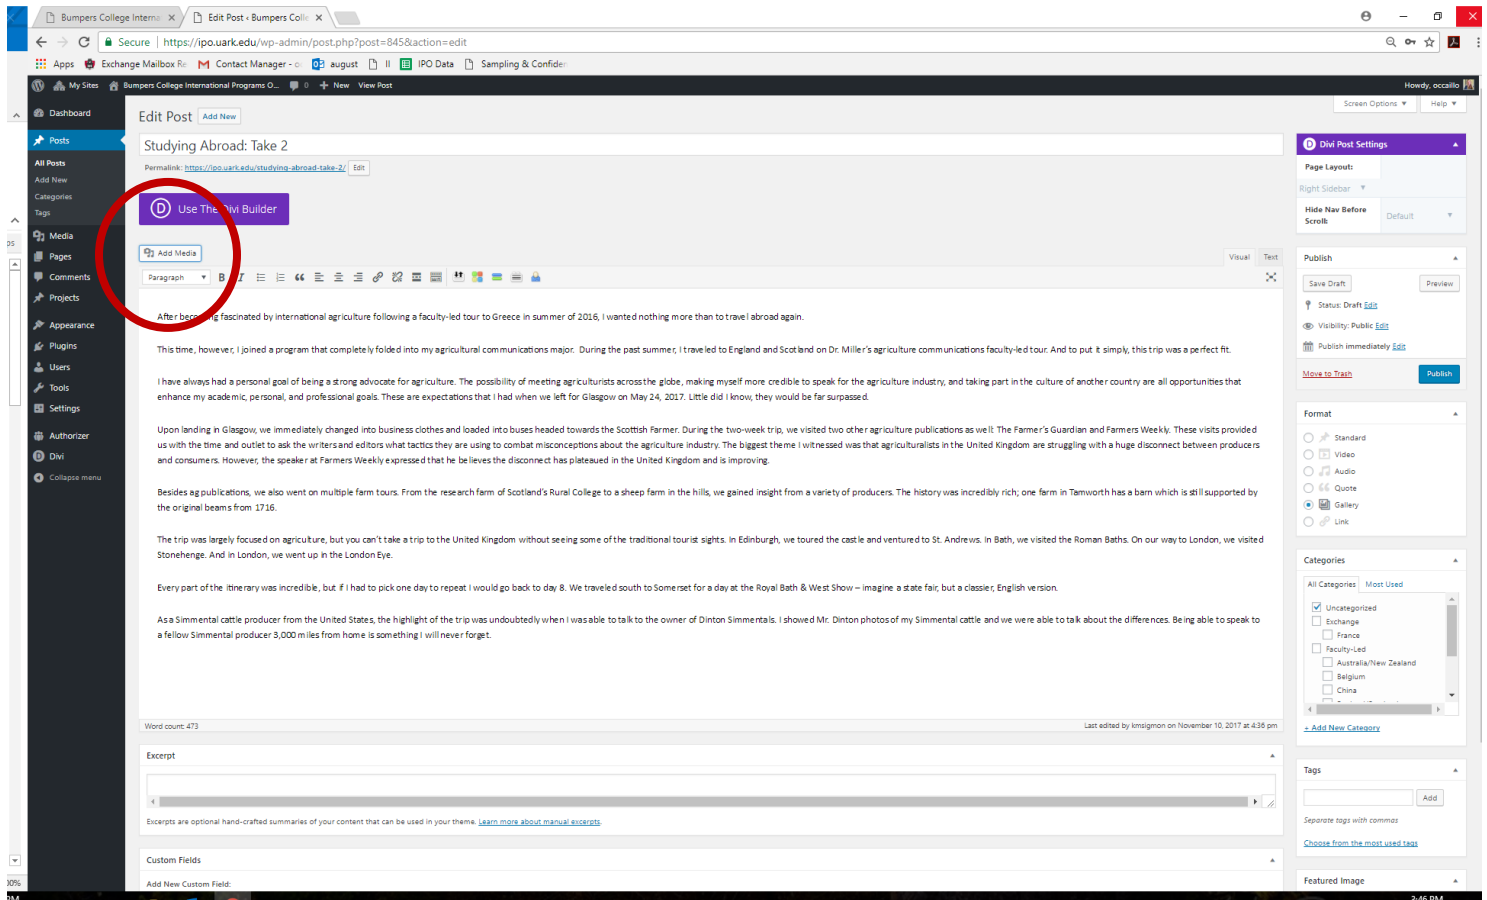 Bumpers College Interna
Edit Post ‹ Bumpers Colle
Secure | https://ipo.uark.edu/wp-admin/post.php?post=845&action=edit
Apps Exchange Mailbox Re Contact Manager - o august II IPO Data Sampling & Confiden
My Sites Bumpers College International Programs O... 0 + New View Post Howdy, occaillo
Screen Options Help
Dashboard
Posts
All Posts
Add New
Categories
Tags
Media
Pages
Comments
Projects
Appearance
Plugins
Users
Tools
Settings
Authorizer
Divi
Collapse menu
Edit Post Add New
Studying Abroad: Take 2
Permalink: https://ipo.uark.edu/studying-abroad-take-2/ Edit
Use The Divi Builder
Add Media
Visual Text
Paragraph B I
After becoming fascinated by international agriculture following a faculty-led tour to Greece in summer of 2016, I wanted nothing more than to travel abroad again.
This time, however, I joined a program that completely folded into my agricultural communications major. During the past summer, I traveled to England and Scotland on Dr. Miller's agriculture communications faculty-led tour. And to put it simply, this trip was a perfect fit.
I have always had a personal goal of being a strong advocate for agriculture. The possibility of meeting agriculturists across the globe, making myself more credible to speak for the agriculture industry, and taking part in the culture of another country are all opportunities that
enhance my academic, personal, and professional goals. These are expectations that I had when we left for Glasgow on May 24, 2017. Little did I know, they would be far surpassed.
Upon landing in Glasgow, we immediately changed into business clothes and loaded into buses headed towards the Scottish Farmer. During the two-week trip, we visited two other agriculture publications as well: The Farmer's Guardian and Farmers Weekly. These visits provided
us with the time and outlet to ask the writers and editors what tactics they are using to combat misconceptions about the agriculture industry. The biggest theme I witnessed was that agriculturalists in the United Kingdom are struggling with a huge disconnect between producers
and consumers. However, the speaker at Farmers Weekly expressed that he believes the disconnect has plateaued in the United Kingdom and is improving.
Besides ag publications, we also went on multiple farm tours. From the research farm of Scotland's Rural College to a sheep farm in the hills, we gained insight from a variety of producers. The history was incredibly rich; one farm in Tamworth has a barn which is still supported by
the original beams from 1716.
The trip was largely focused on agriculture, but you can't take a trip to the United Kingdom without seeing some of the traditional tourist sights. In Edinburgh, we toured the castle and ventured to St. Andrews. In Bath, we visited the Roman Baths. On our way to London, we visited
Stonehenge. And in London, we went up in the London Eye.
Every part of the itinerary was incredible, but if I had to pick one day to repeat I would go back to day 8. We traveled south to Somerset for a day at the Royal Bath & West Show – imagine a state fair, but a classier, English version.
As a Simmental cattle producer from the United States, the highlight of the trip was undoubtedly when I was able to talk to the owner of Dinton Simmentals. I showed Mr. Dinton photos of my Simmental cattle and we were able to talk about the differences. Being able to speak to
a fellow Simmental producer 3,000 miles from home is something I will never forget.
Word count: 473
Last edited by kmsigmon on November 10, 2017 at 4:36 pm
Excerpt
Excerpts are optional hand-crafted summaries of your content that can be used in your theme. Learn more about manual excerpts.
Custom Fields
Add New Custom Field:
Divi Post Settings
Page Layout:
Right Sidebar
Hide Nav Before
Scroll:
Default
Publish
Save Draft Preview
Status: Draft Edit
Visibility: Public Edit
Publish immediately Edit
Move to Trash Publish
Format
Standard
Video
Audio
Quote
Gallery
Link
Categories
All Categories Most Used
Uncategorized
Exchange
France
Faculty-Led
Australia/New Zealand
Belgium
China
+ Add New Category
Tags
Add
Separate tags with commas
Choose from the most used tags
Featured Image
3:46 PM